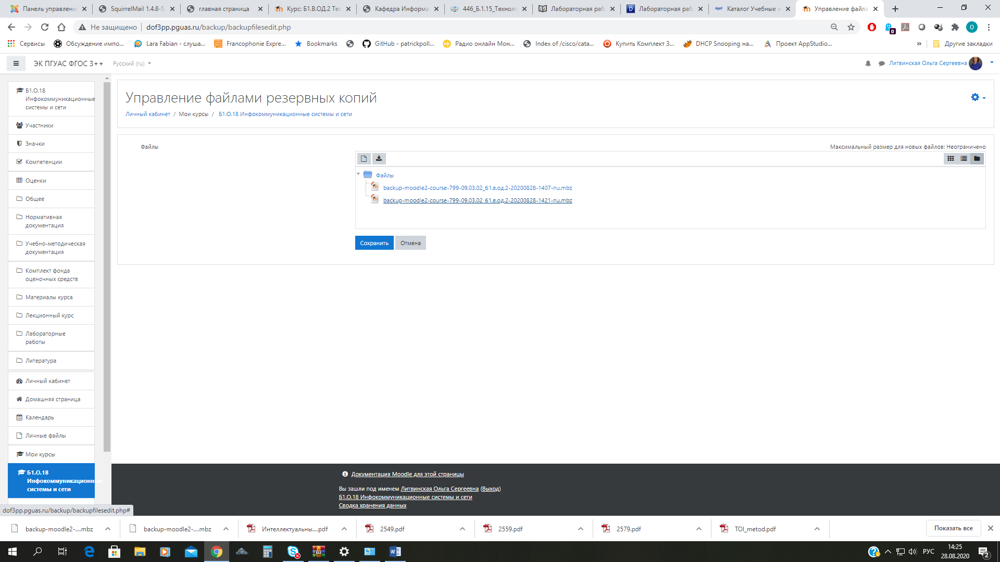 Панель управлени
SquirrelMail 1.4.8-5.
главная страница
Курс: Б1.В.ОД.2 Тес
Кафедра Информа
446_Б.1.15_Технолс
Лабораторная раб
Лабораторная раб
Каталог Учебные и
Управление файла
Не защищено
dof3pp.pguas.ru/backup/backupfilesedit.php
0
O
Сервисы
Обсуждение импо...
Lara Fabian - слуша...
Francophonie Expre...
Bookmarks
GitHub - patrickpoll...
Радио онлайн Мон...
Index of /cisco/cata...
Купить Комплект 3...
DHCP Snooping на...
Проект AppStudio...
»
Другие закладки
ЭК ПГУАС ФГОС 3++
Русский (ru)
Литвинская Ольга Сергеевна
Б1.О.18
Инфокоммуникационные
системы и сети
Участники
Значки
Компетенции
Оценки
Общее
Нормативная
документация
Учебно-методическая
документация
Комплект фонда
оценочных средств
Материалы курса
Лекционный курс
Лабораторные
работы
Литература
Личный кабинет
Домашняя страница
Календарь
Личные файлы
Мои курсы
Б1.О.18
Инфокоммуникационные
системы и сети
Управление файлами резервных копий
Личный кабинет / Мои курсы / Б1.О.18 Инфокоммуникационные системы и сети
Файлы
Максимальный размер для новых файлов: Неограничено
Файлы
backup-moodle2-course-799-09.03.02_61.в.од.2-20200828-1407-nu.mbz
backup-moodle2-course-799-09.03.02_61.в.од.2-20200828-1421-nu.mbz
Сохранить
Отмена
Документация Moodle для этой страницы
Вы зашли под именем Литвинская Ольга Сергеевна (Выход)
Б1.О.18 Инфокоммуникационные системы и сети
Сводка хранения данных
dof3pp.pguas.ru/backup/backupfilesedit.php#
backup-moodle2-....mbz
backup-moodle2-....mbz
Интеллектуальны....pdf
2549.pdf
2559.pdf
2579.pdf
TOI_metod.pdf
Показать все
РУС
14:25
28.08.2020
2